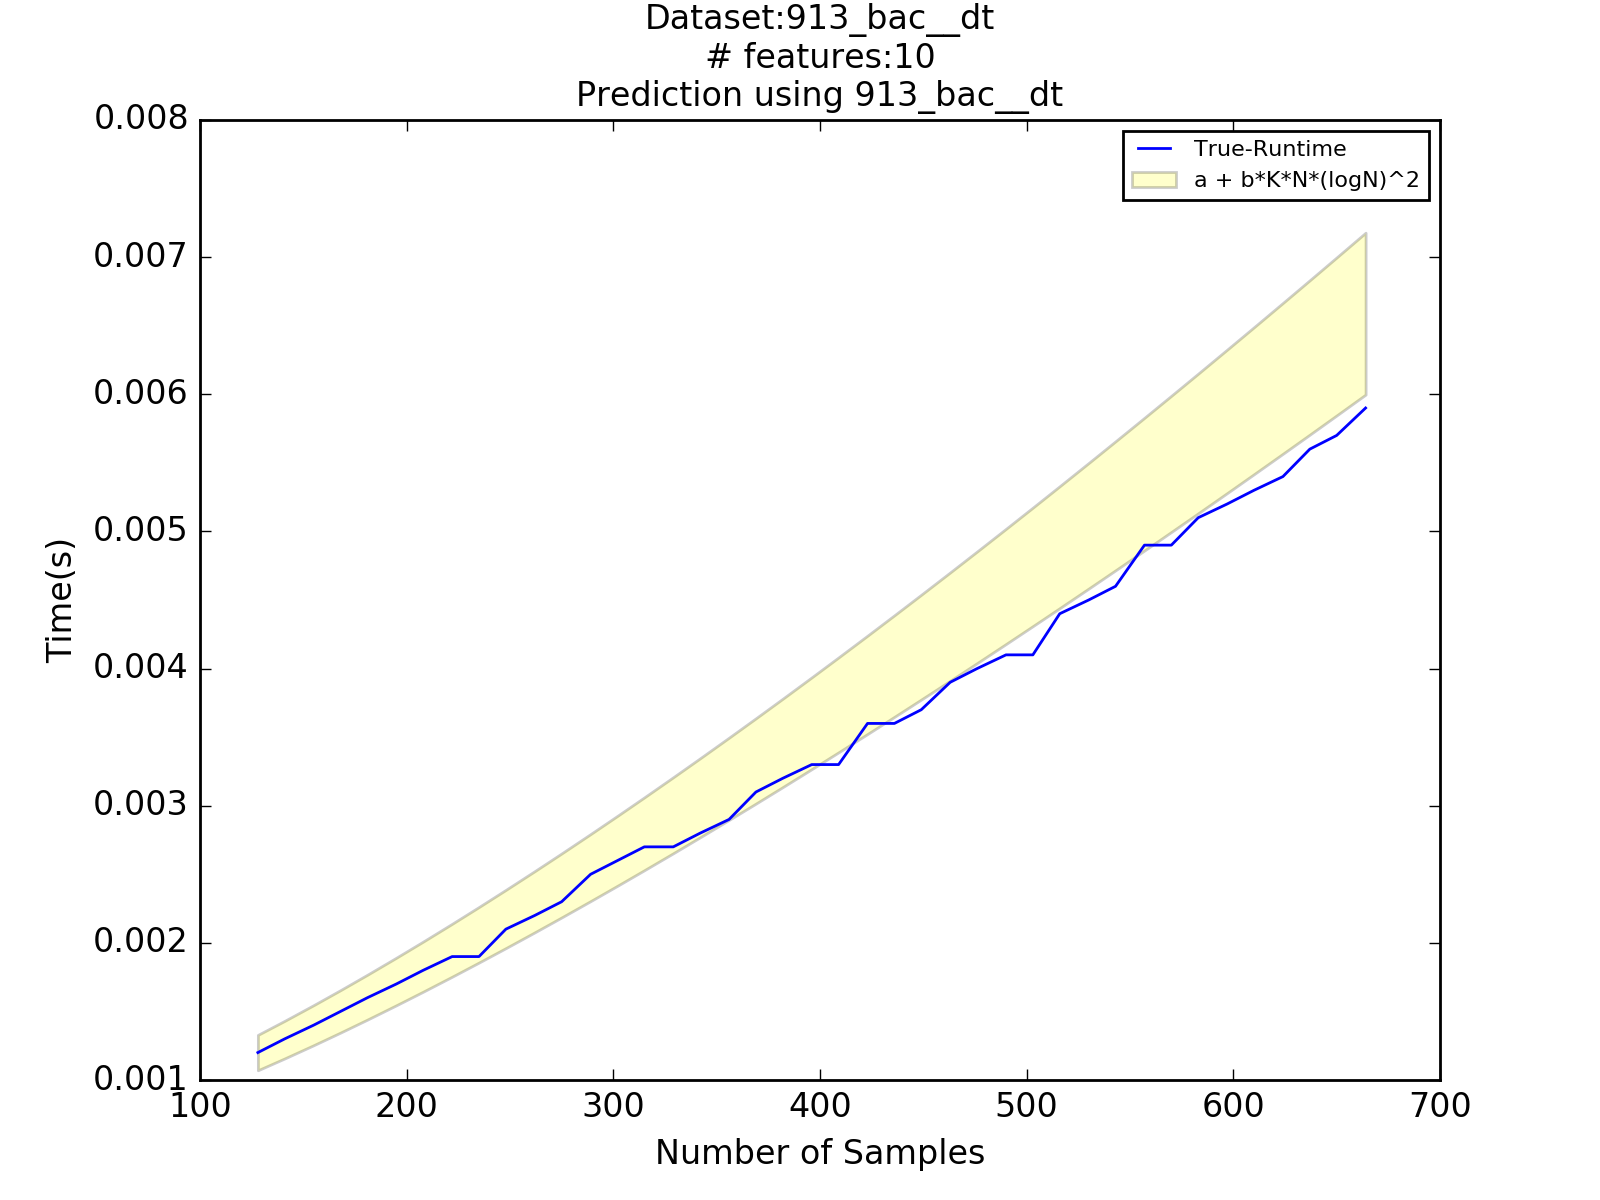 Dataset:913_bac__dt
# features:10
Prediction using 913_bac__dt
0.008
True-Runtime
a + b*K*N*(logN)^2
0.007
0.006
0.005
Time(s)
0.004
0.003
0.002
0.001
100 200 300 400 500 600 700
Number of Samples